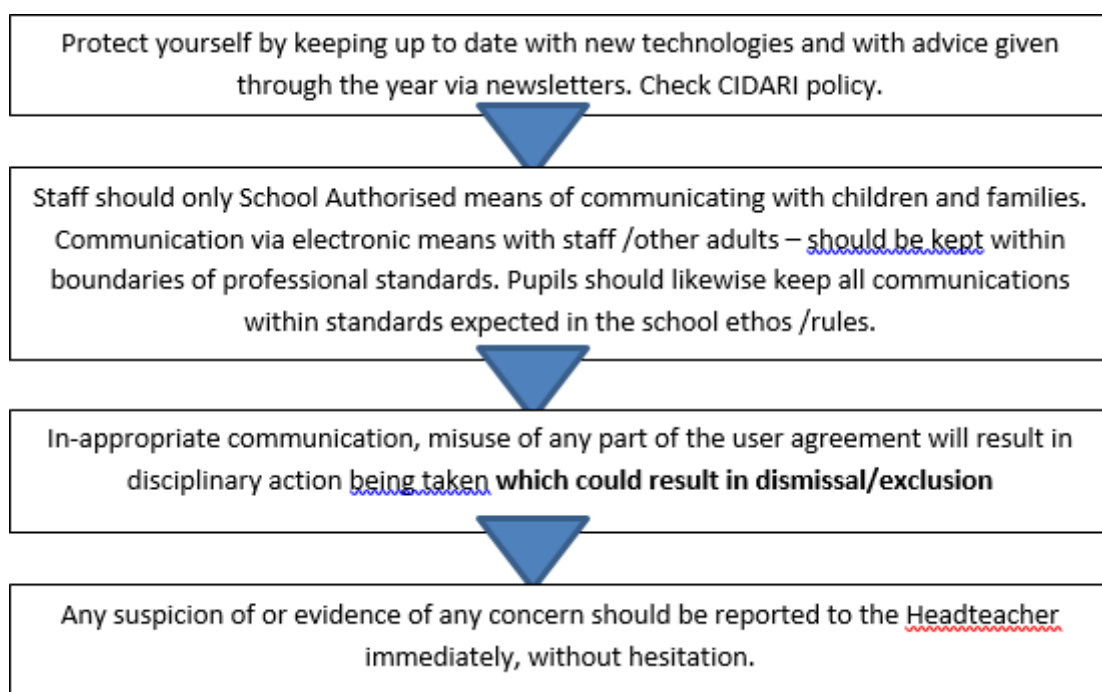 Protect yourself by keeping up to date with new technologies and with advice given
through the year via newsletters. Check CIDARI policy.
Staff should only School Authorised means of communicating with children and families.
Communication via electronic means with staff /other adults – should be kept within
boundaries of professional standards. Pupils should likewise keep all communications
within standards expected in the school ethos /rules.
In-appropriate communication, misuse of any part of the user agreement will result in
disciplinary action being taken which could result in dismissal/exclusion
Any suspicion of or evidence of any concern should be reported to the Headteacher
immediately, without hesitation.